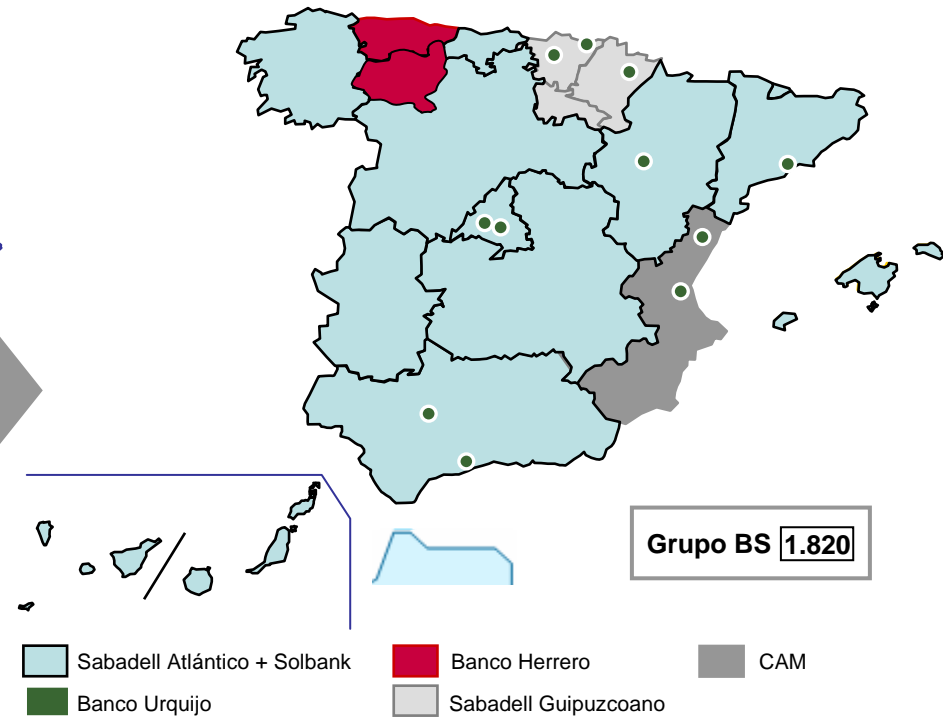 Grupo BS 1.820
Sabadell Atlántico + Solbank
Banco Herrero
CAM
Banco Urquijo
Sabadell Guipuzcoano